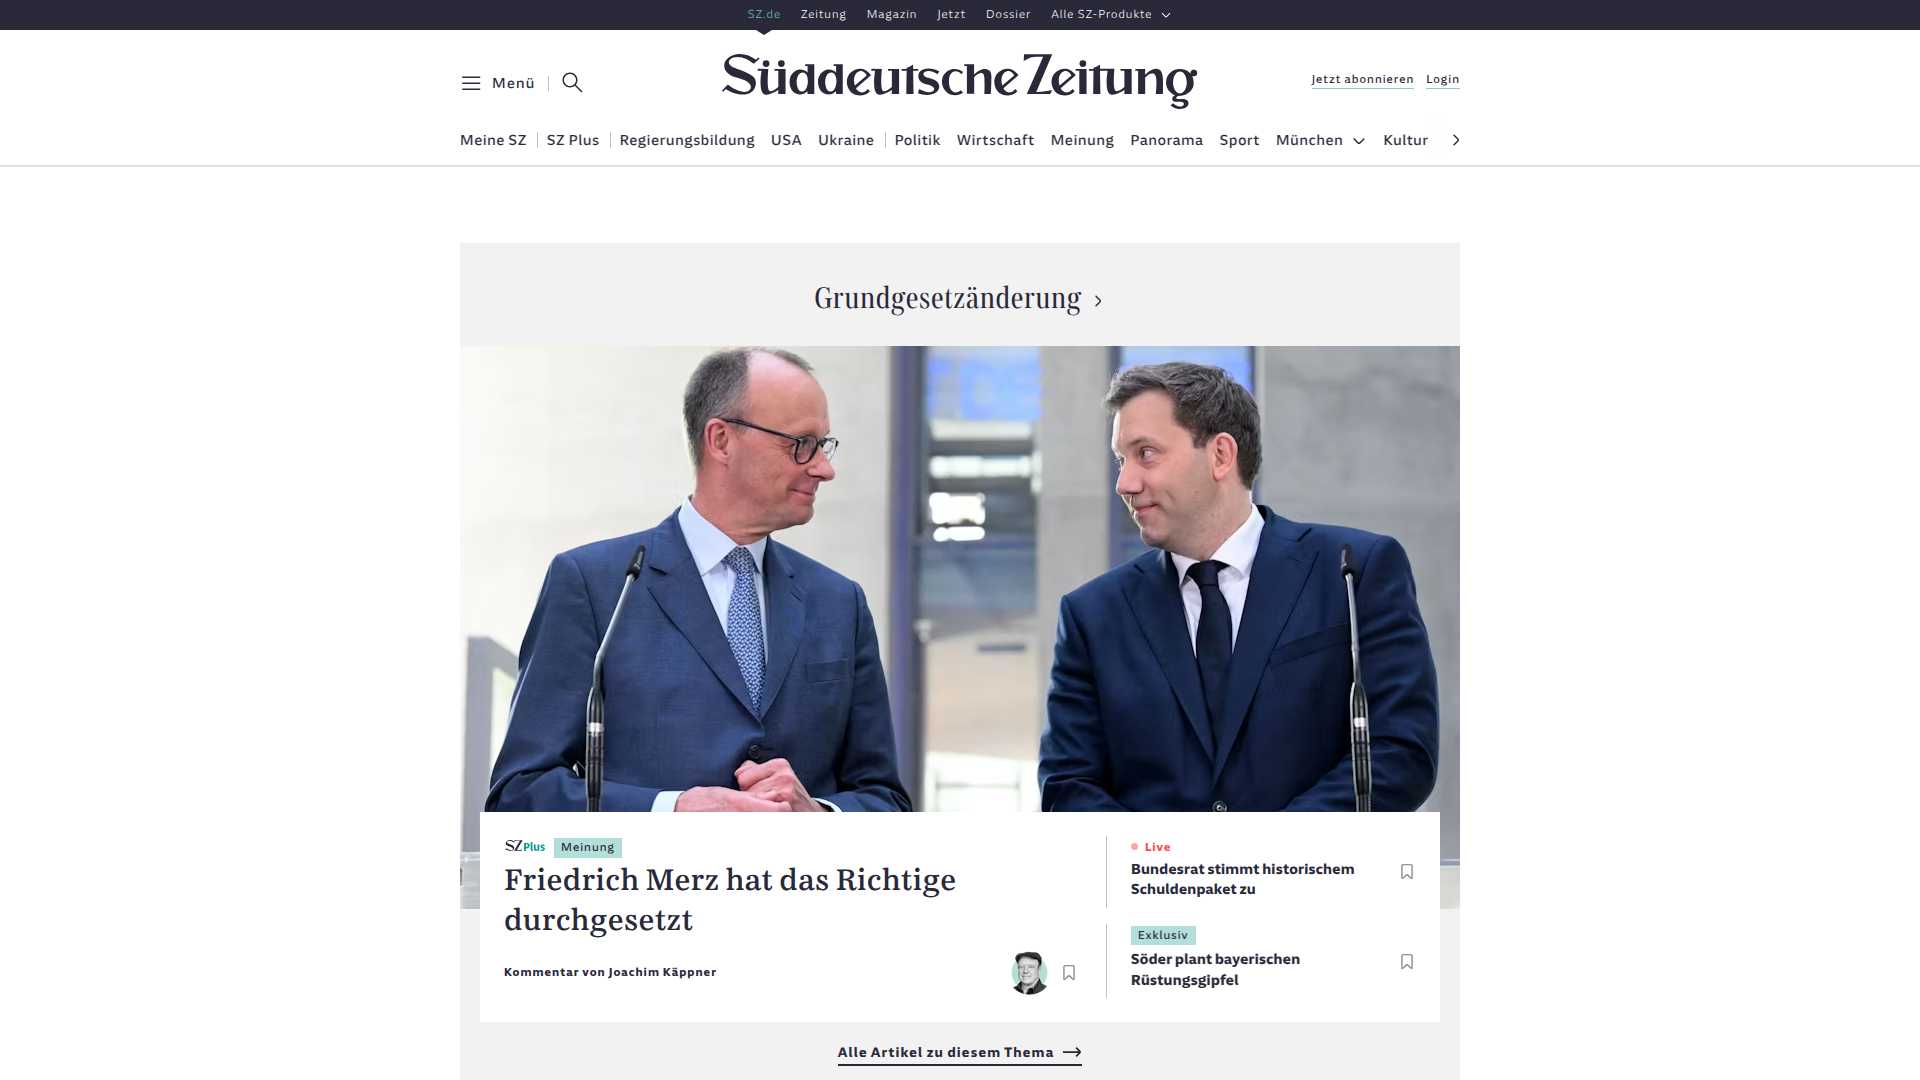 SZ.de Zeitung Magazin Jetzt Dossier Alle SZ-Produkte
Menü
Süddeutsche Zeitung
Jetzt abonnieren Login
Meine SZ SZ Plus Regierungsbildung USA Ukraine Politik Wirtschaft Meinung Panorama Sport München Kultur
Grundgesetzänderung
SZ Plus Meinung
Friedrich Merz hat das Richtige
durchgesetzt
Kommentar von Joachim Käppner
Live
Bundesrat stimmt historischem
Schuldenpaket zu
Exklusiv
Söder plant bayerischen
Rüstungsgipfel
Alle Artikel zu diesem Thema